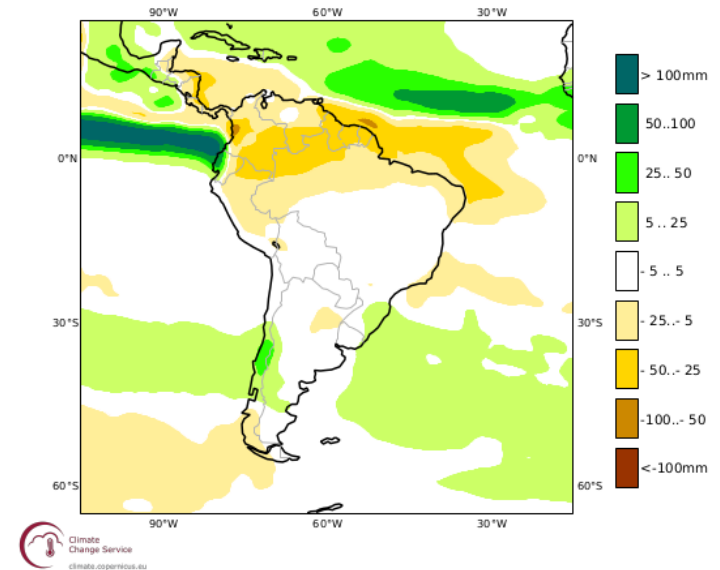 90°W 60°W 30°W
> 100mm
50..100
0°N 0°N
25.. 50
5 .. 25
- 5 .. 5
- 25..- 5
30°S 30°S
- 50..- 25
-100..- 50
<-100mm
60°S 60°S
90°W 60°W 30°W
Climate
Change Service
climate.copernicus.eu